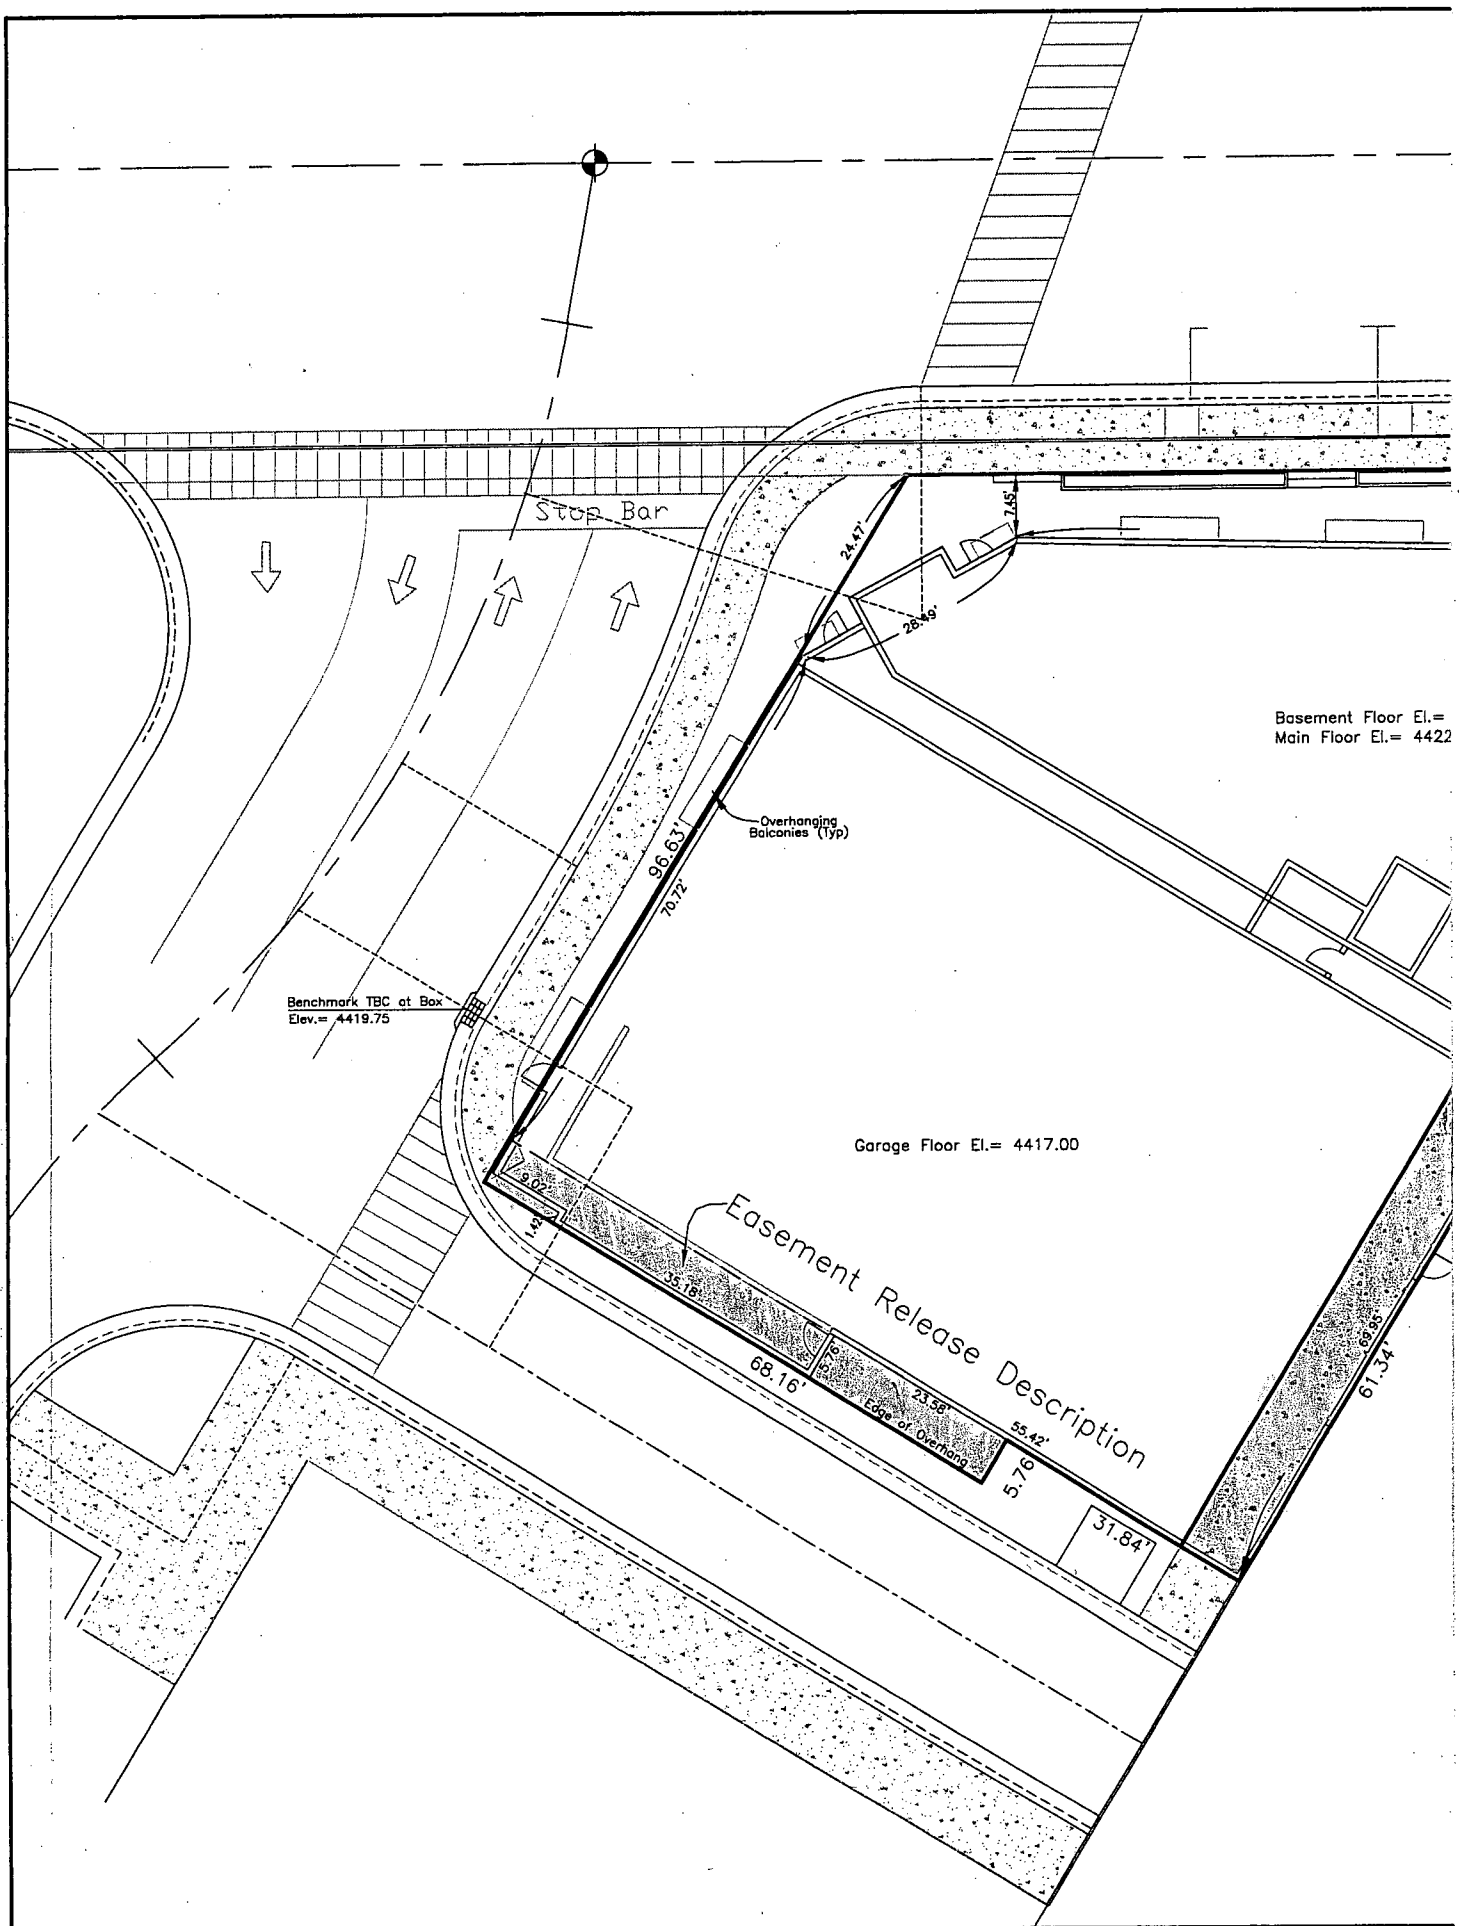 Stop Bar
7.45'
24.47'
28.49'
Basement Floor El.=
Main Floor El.= 4422
Overhanging
Balconies (Typ)
96.63'
70.72'
Benchmark TBC at Box
Elev.= 4419.75
Garage Floor El.= 4417.00
9.02'
1.42'
Easement Release Description
35.18'
5.76'
68.16'
23.58'
Edge of Overhang
55.42'
5.76'
31.84'
69.95'
61.34'